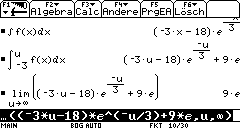 F1 F2 F3 F4 F5 F6
Algebra Calc Andere PrgEA Lösch
∫f(x)dx (-3·x-18)·e^(-x/3)
∫ u -3 f(x)dx (-3·u-18)·e^(-u/3)+9·e
lim u→∞ ((-3·u-18)·e^(-u/3)+9·e) 9·e
…<(-3*u-18)*e^(-u/3)+9*e,u,∞)
MAIN BOG AUTO FKT 10/30